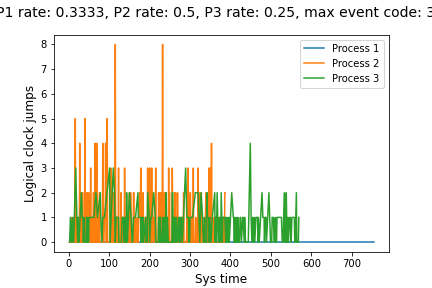 P1 rate: 0.3333, P2 rate: 0.5, P3 rate: 0.25, max event code: 3
8
7
6
5
4
3
2
1
0
Logical clock jumps
Process 1
Process 2
Process 3
0 100 200 300 400 500 600 700
Sys time